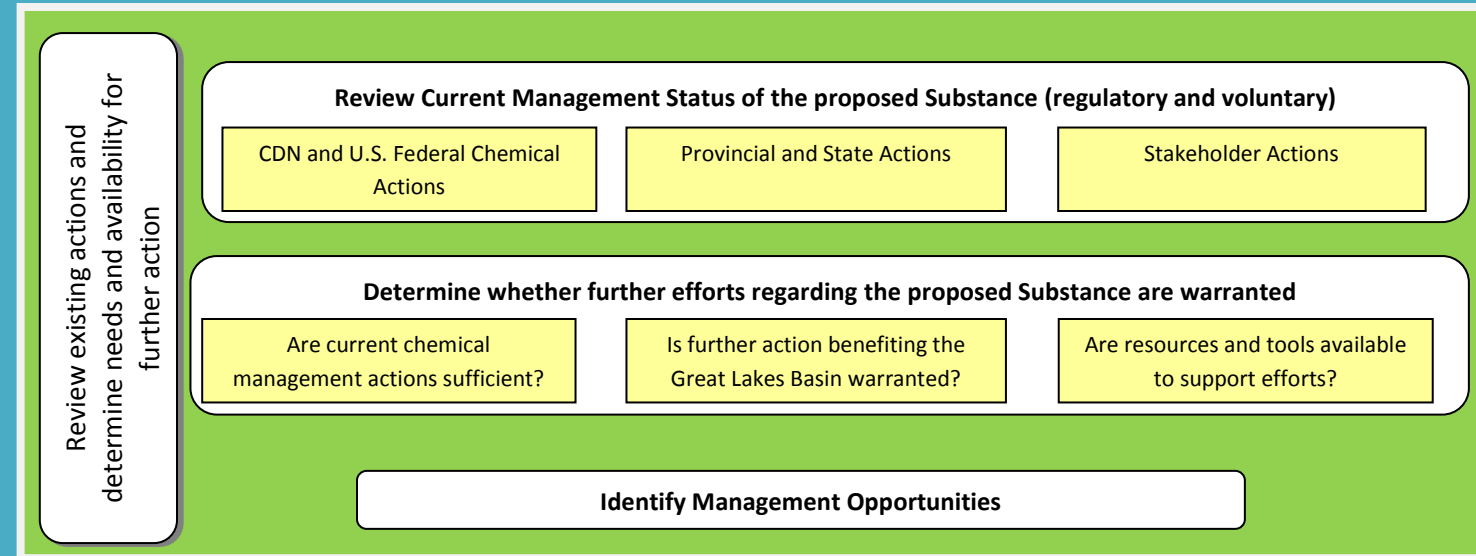 Review existing actions and
determine needs and availability for
further action
Review Current Management Status of the proposed Substance (regulatory and voluntary)
CDN and U.S. Federal Chemical
Actions
Provincial and State Actions
Stakeholder Actions
Determine whether further efforts regarding the proposed Substance are warranted
Are current chemical
management actions sufficient?
Is further action benefiting the
Great Lakes Basin warranted?
Are resources and tools available
to support efforts?
Identify Management Opportunities